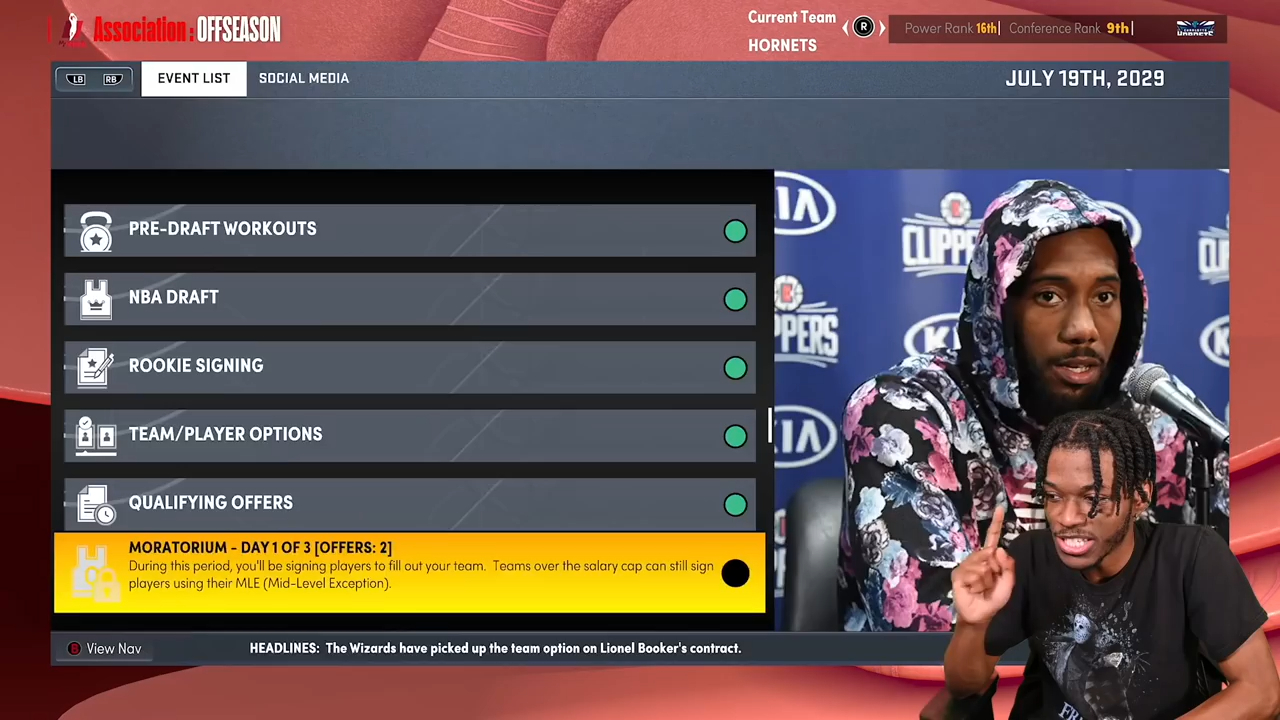 Association : OFFSEASON
Current Team
HORNETS
R
Power Rank 16th
Conference Rank 9th
LB RB
EVENT LIST
SOCIAL MEDIA
JULY 19TH, 2029
PRE-DRAFT WORKOUTS
NBA DRAFT
ROOKIE SIGNING
TEAM/PLAYER OPTIONS
QUALIFYING OFFERS
MORATORIUM - DAY 1 OF 3 [OFFERS: 2]
During this period, you'll be signing players to fill out your team. Teams over the salary cap can still sign
players using their MLE (Mid-Level Exception).
CLIPPERS
B View Nav
HEADLINES: The Wizards have picked up the team option on Lionel Booker's contract.